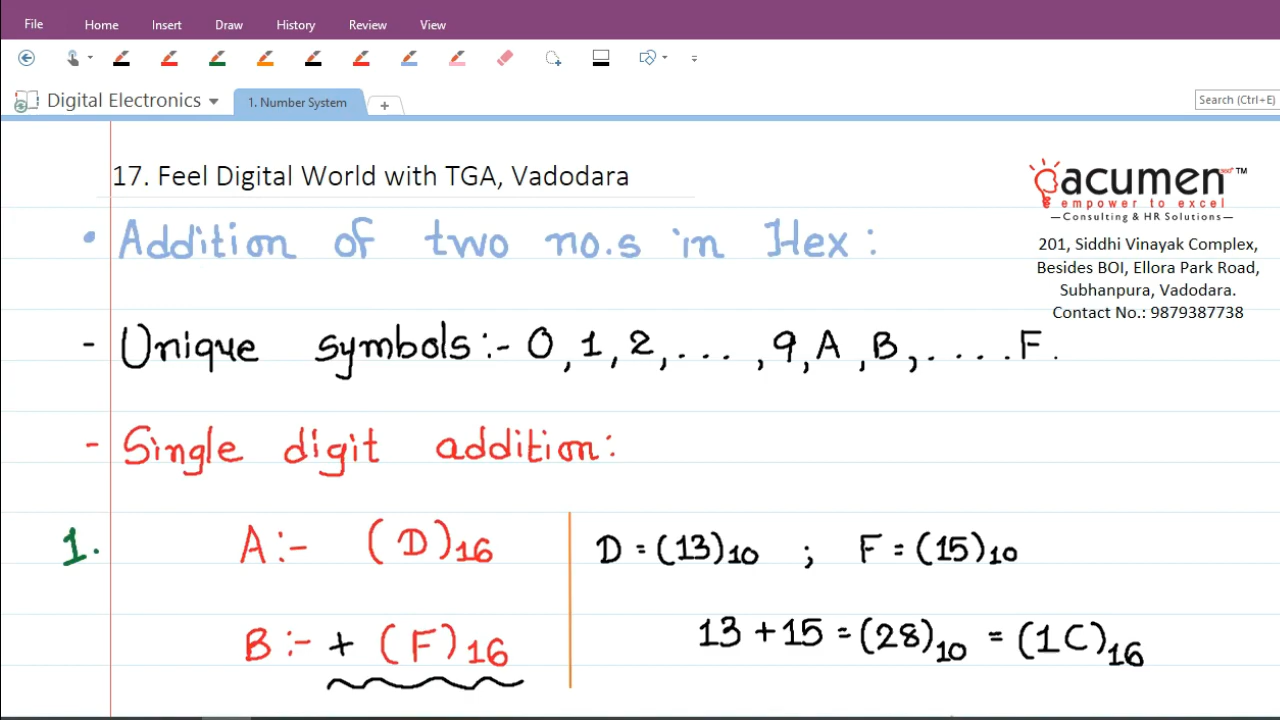 File Home Insert Draw History Review View
Digital Electronics 1. Number System + Search (Ctrl+E)
17. Feel Digital World with TGA, Vadodara
acumen 360° ™
empower to excel
—Consulting & HR Solutions—
201, Siddhi Vinayak Complex,
Besides BOI, Ellora Park Road,
Subhanpura, Vadodara.
Contact No.: 9879387738
• Addition of two no.s in Hex:
- Unique symbols:- 0, 1, 2, ..., 9, A, B, ....F.
- Single digit addition:
1. A:- (D)16 D = (13)10 ; F = (15)10
B:- + (F)16 13 + 15 = (28)10 = (1C)16